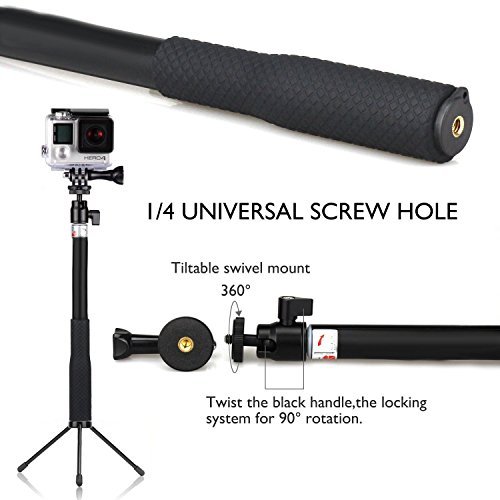 HERO4
1/4 UNIVERSAL SCREW HOLE
Tiltable swivel mount
360°
Twist the black handle,the locking
system for 90° rotation.